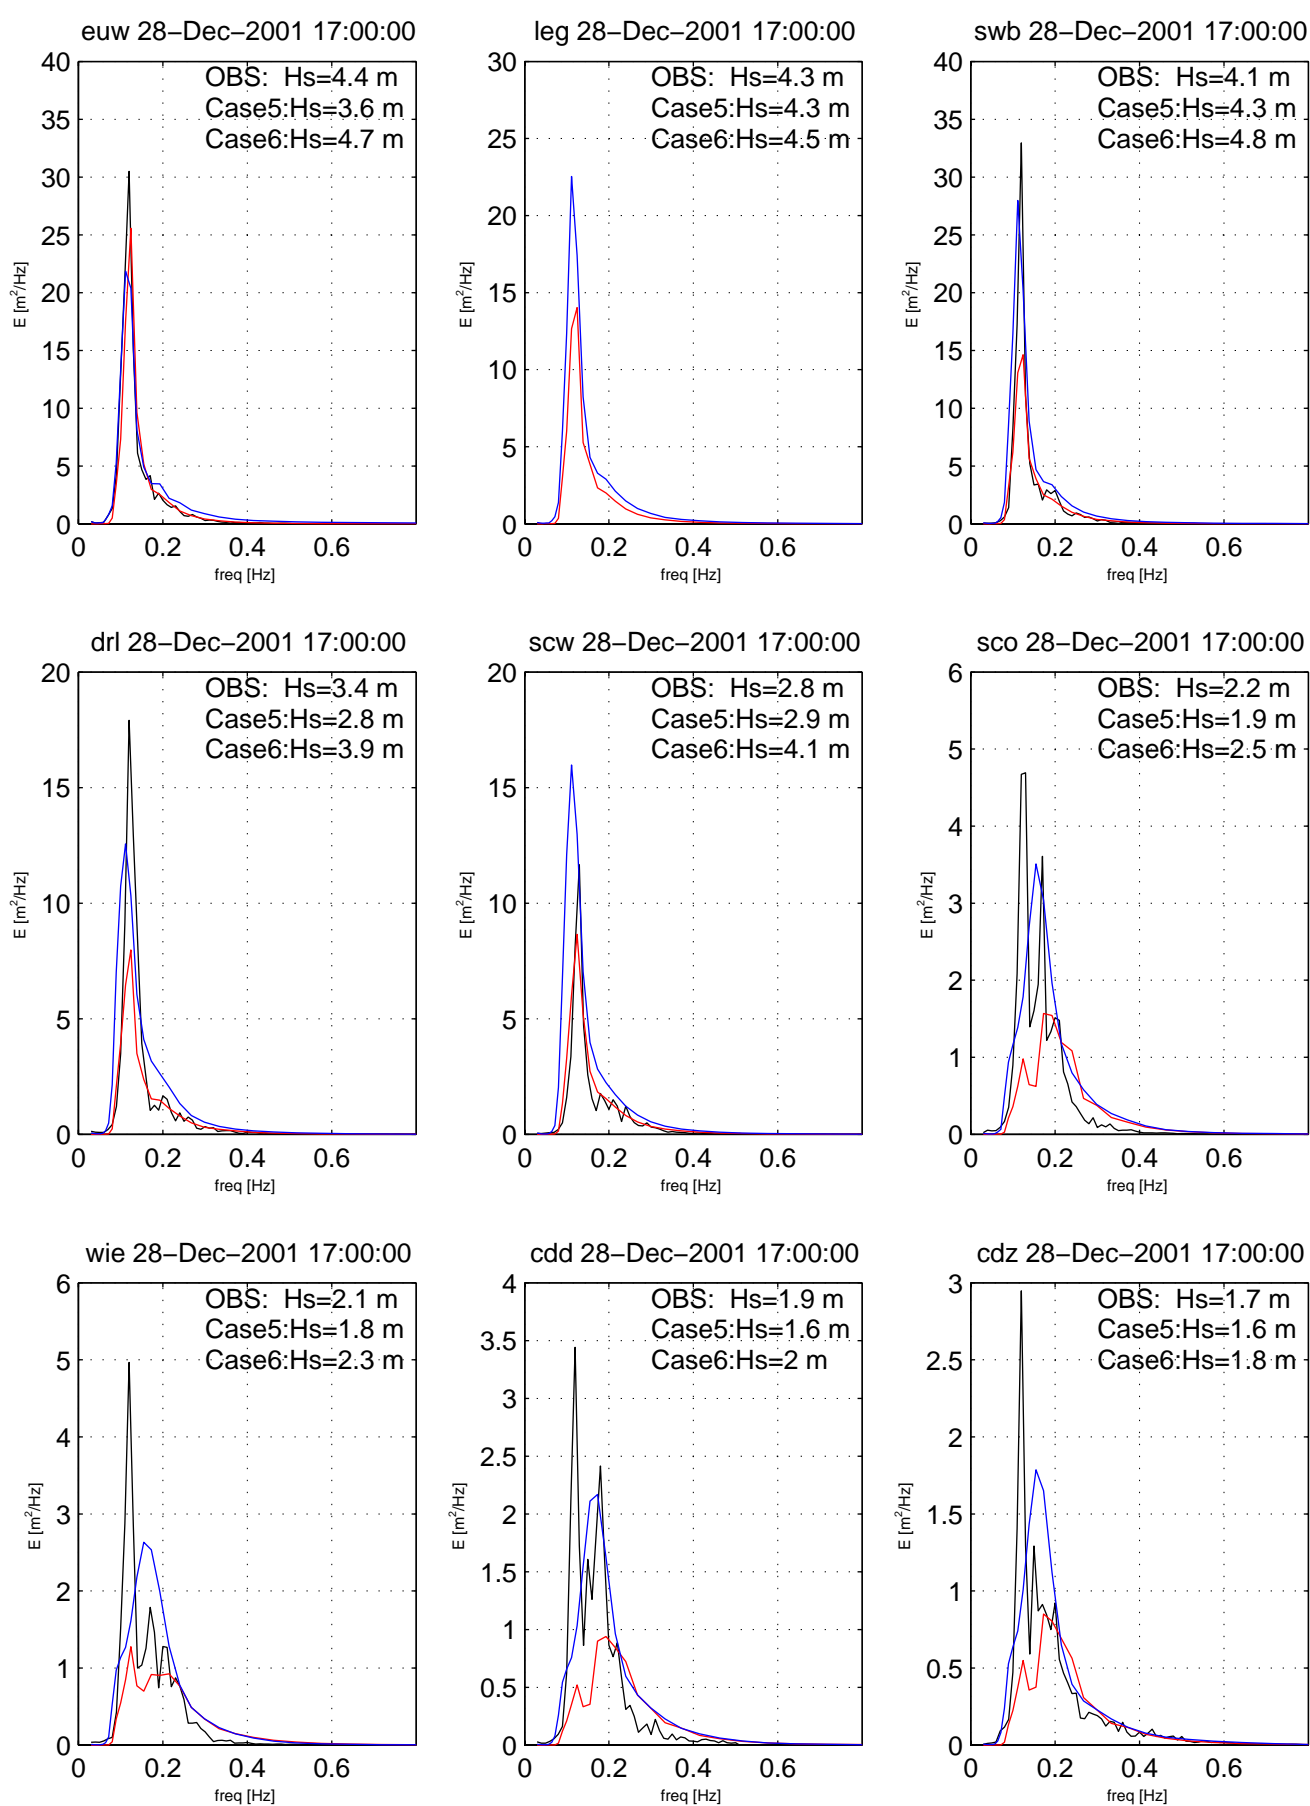 euw 28−Dec−2001 17:00:00
OBS: Hs=4.4 m
Case5:Hs=3.6 m
Case6:Hs=4.7 m
40
35
30
25
20
15
10
5
0
E [m²/Hz]
0 0.2 0.4 0.6
freq [Hz]
leg 28−Dec−2001 17:00:00
OBS: Hs=4.3 m
Case5:Hs=4.3 m
Case6:Hs=4.5 m
30
25
20
15
10
5
0
E [m²/Hz]
0 0.2 0.4 0.6
freq [Hz]
swb 28−Dec−2001 17:00:00
OBS: Hs=4.1 m
Case5:Hs=4.3 m
Case6:Hs=4.8 m
40
35
30
25
20
15
10
5
0
E [m²/Hz]
0 0.2 0.4 0.6
freq [Hz]
drl 28−Dec−2001 17:00:00
OBS: Hs=3.4 m
Case5:Hs=2.8 m
Case6:Hs=3.9 m
20
15
10
5
0
E [m²/Hz]
0 0.2 0.4 0.6
freq [Hz]
scw 28−Dec−2001 17:00:00
OBS: Hs=2.8 m
Case5:Hs=2.9 m
Case6:Hs=4.1 m
20
15
10
5
0
E [m²/Hz]
0 0.2 0.4 0.6
freq [Hz]
sco 28−Dec−2001 17:00:00
OBS: Hs=2.2 m
Case5:Hs=1.9 m
Case6:Hs=2.5 m
6
5
4
3
2
1
0
E [m²/Hz]
0 0.2 0.4 0.6
freq [Hz]
wie 28−Dec−2001 17:00:00
OBS: Hs=2.1 m
Case5:Hs=1.8 m
Case6:Hs=2.3 m
6
5
4
3
2
1
0
E [m²/Hz]
0 0.2 0.4 0.6
freq [Hz]
cdd 28−Dec−2001 17:00:00
OBS: Hs=1.9 m
Case5:Hs=1.6 m
Case6:Hs=2 m
4
3.5
3
2.5
2
1.5
1
0.5
0
E [m²/Hz]
0 0.2 0.4 0.6
freq [Hz]
cdz 28−Dec−2001 17:00:00
OBS: Hs=1.7 m
Case5:Hs=1.6 m
Case6:Hs=1.8 m
3
2.5
2
1.5
1
0.5
0
E [m²/Hz]
0 0.2 0.4 0.6
freq [Hz]